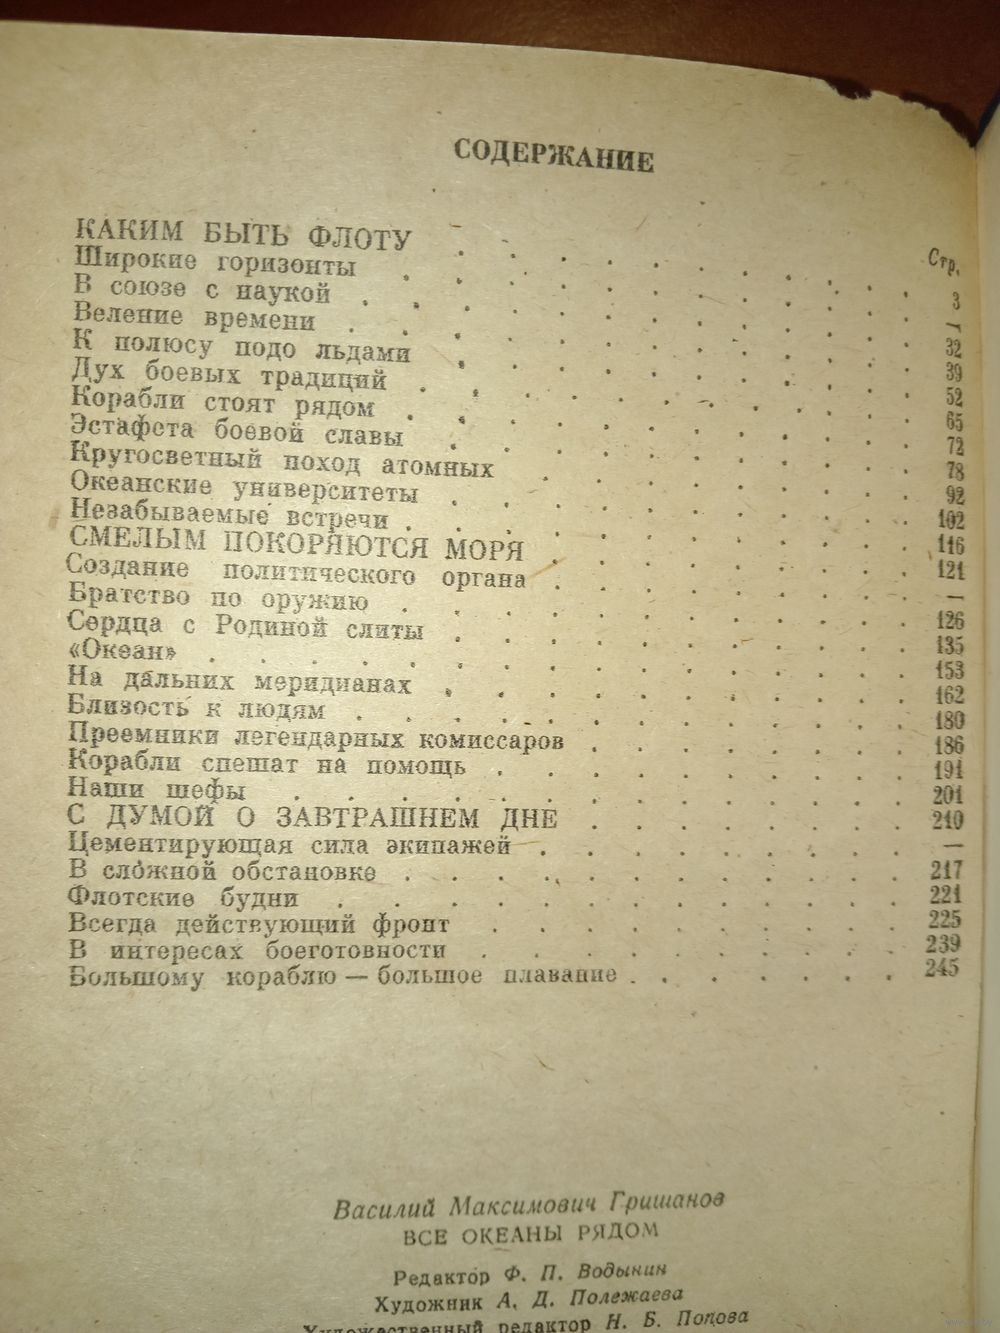 СОДЕРЖАНИЕ
Стр.
КАКИМ БЫТЬ ФЛОТУ . . . . . . . . 3
Широкие горизонты . . . . . . . . —
В союзе с наукой . . . . . . . . 32
Веление времени . . . . . . . . 39
К полюсу подо льдами . . . . . . . . 52
Дух боевых традиций . . . . . . . . 65
Корабли стоят рядом . . . . . . . . 72
Эстафета боевой славы . . . . . . . . 78
Кругосветный поход атомных . . . . . . . 92
Океанские университеты . . . . . . . . 102
Незабываемые встречи . . . . . . . . 116
СМЕЛЫМ ПОКОРЯЮТСЯ МОРЯ . . . . . . . 121
Создание политического органа . . . . . . . —
Братство по оружию . . . . . . . . 126
Сердца с Родиной слиты . . . . . . . . 135
«Океан» . . . . . . . . . . 153
На дальних меридианах . . . . . . . . 162
Близость к людям . . . . . . . . 180
Преемники легендарных комиссаров . . . . . . 186
Корабли спешат на помощь . . . . . . . 191
Наши шефы . . . . . . . . . 201
С ДУМОЙ О ЗАВТРАШНЕМ ДНЕ . . . . . . 210
Цементирующая сила экипажей . . . . . . . —
В сложной обстановке . . . . . . . . 217
Флотские будни . . . . . . . . 221
Всегда действующий фронт . . . . . . . 225
В интересах боеготовности . . . . . . . 239
Большому кораблю — большое плавание . . . . . . 245
Василий Максимович Гришанов
ВСЕ ОКЕАНЫ РЯДОМ
Редактор Ф. П. Водынин
Художник А. Д. Полежаева
Художественный редактор Н. Б. Попова